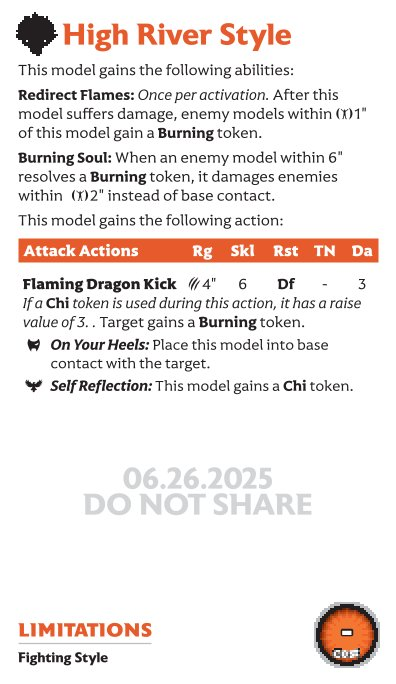 High River Style
This model gains the following abilities:
Redirect Flames: Once per activation. After this
model suffers damage, enemy models within 1"
of this model gain a Burning token.
Burning Soul: When an enemy model within 6"
resolves a Burning token, it damages enemies
within 2" instead of base contact.
This model gains the following action:
Attack Actions Rg Skl Rst TN Da
Flaming Dragon Kick 4" 6 Df - 3
If a Chi token is used during this action, it has a raise
value of 3. . Target gains a Burning token.
On Your Heels: Place this model into base
contact with the target.
Self Reflection: This model gains a Chi token.
06.26.2025
DO NOT SHARE
LIMITATIONS
Fighting Style
-